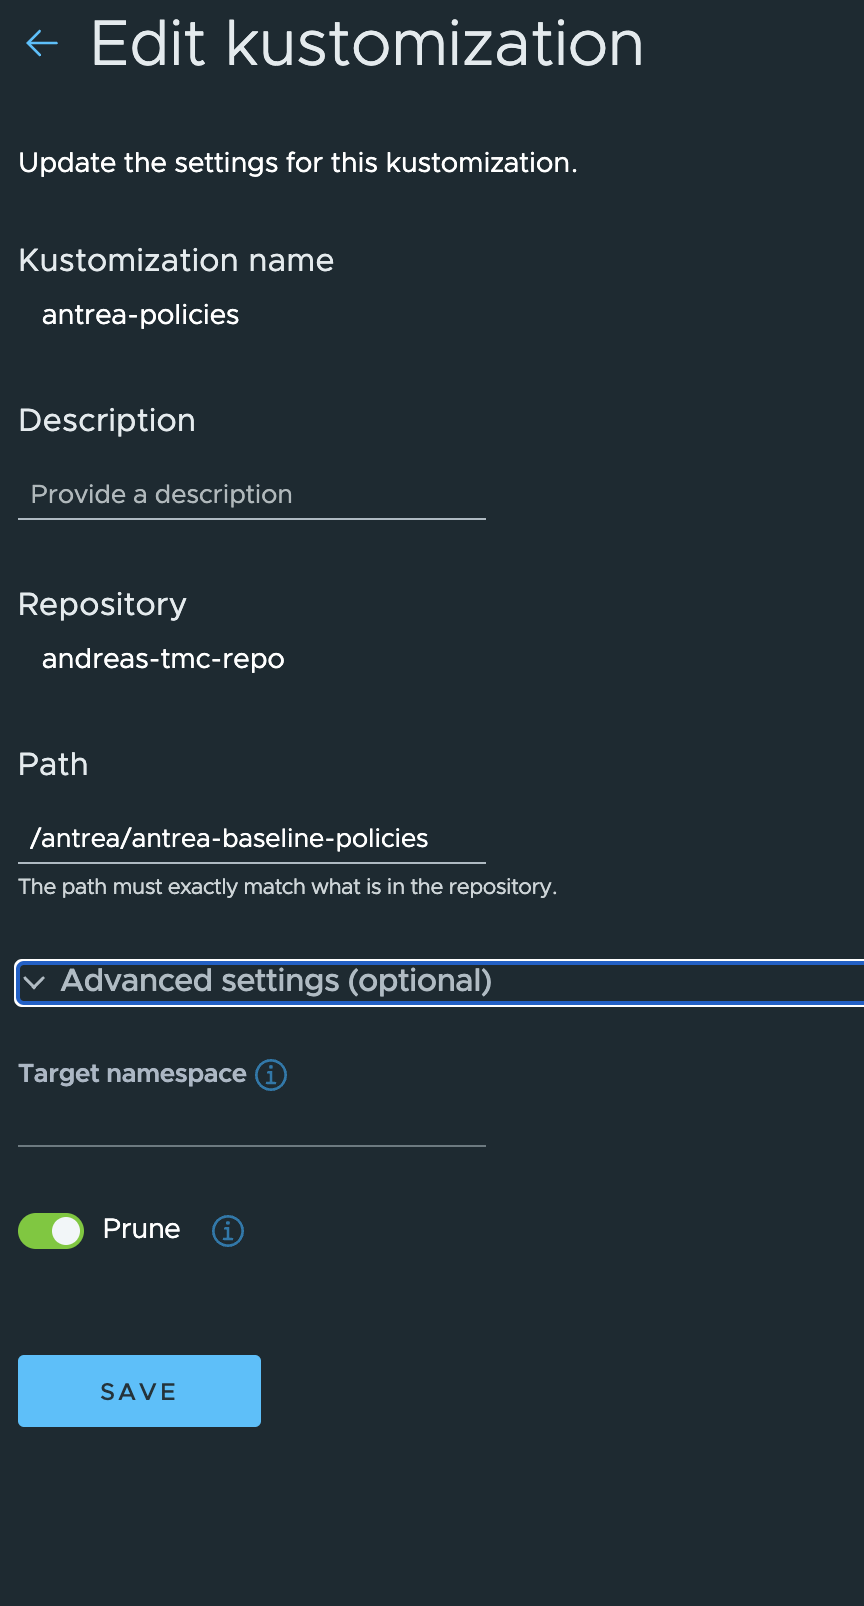 Edit kustomization
Update the settings for this kustomization.
Kustomization name
antrea-policies
Description
Provide a description
Repository
andreas-tmc-repo
Path
/antrea/antrea-baseline-policies
The path must exactly match what is in the repository.
Advanced settings (optional)
Target namespace
Prune
SAVE